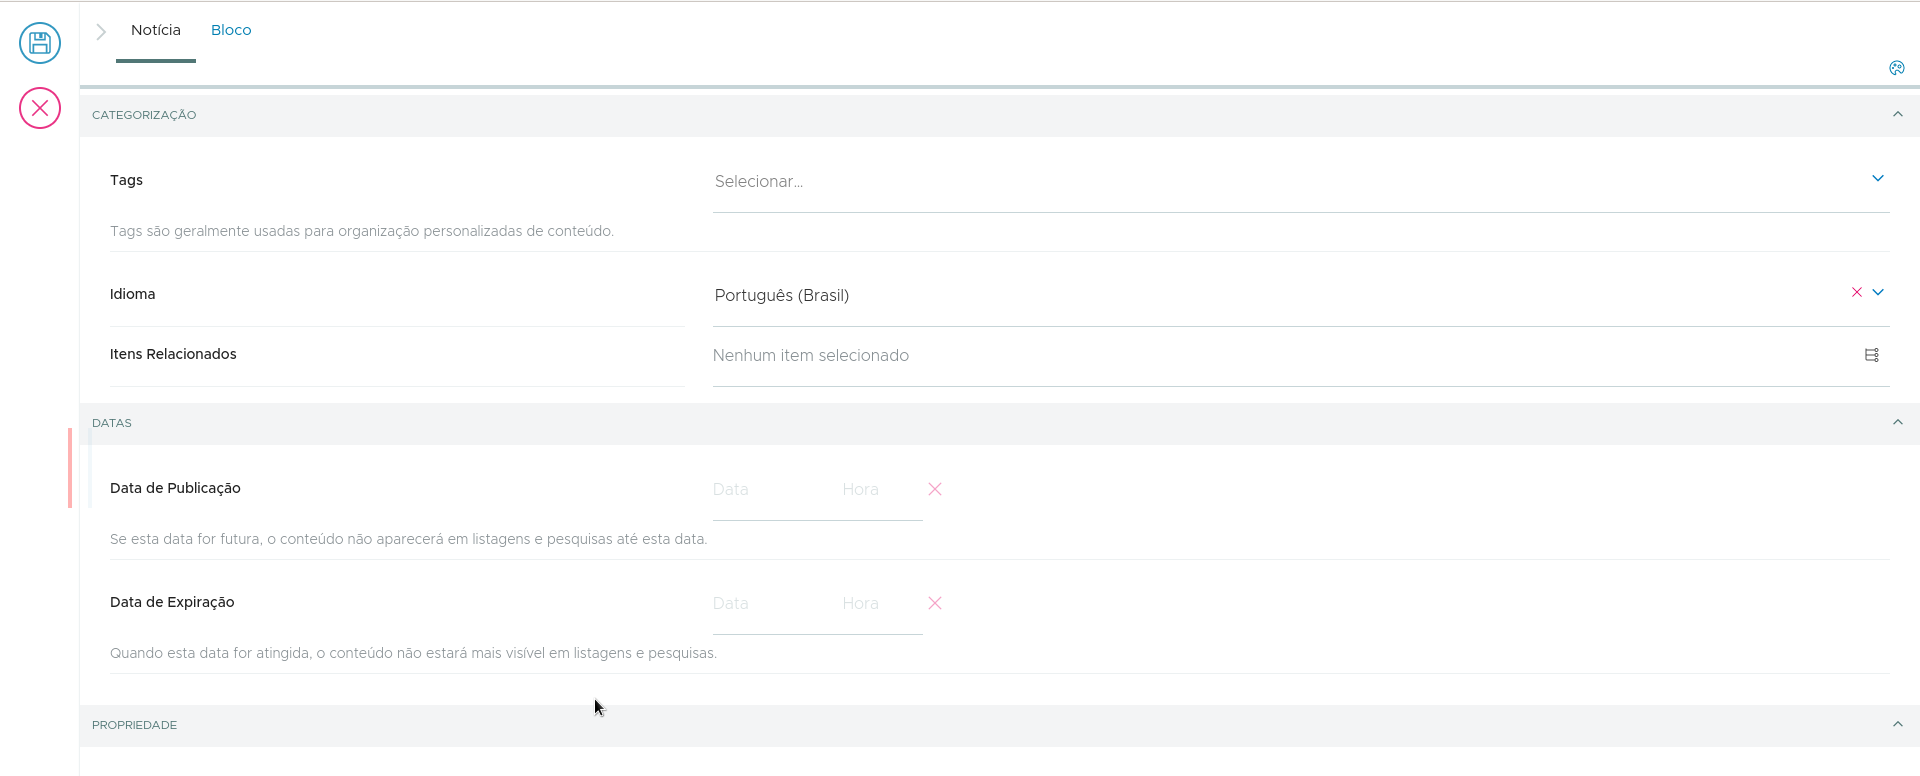 Notícia Bloco
CATEGORIZAÇÃO
Tags
Selecionar...
Tags são geralmente usadas para organização personalizadas de conteúdo.
Idioma
Português (Brasil)
Itens Relacionados
Nenhum item selecionado
DATAS
Data de Publicação
Data Hora
Se esta data for futura, o conteúdo não aparecerá em listagens e pesquisas até esta data.
Data de Expiração
Data Hora
Quando esta data for atingida, o conteúdo não estará mais visível em listagens e pesquisas.
PROPRIEDADE